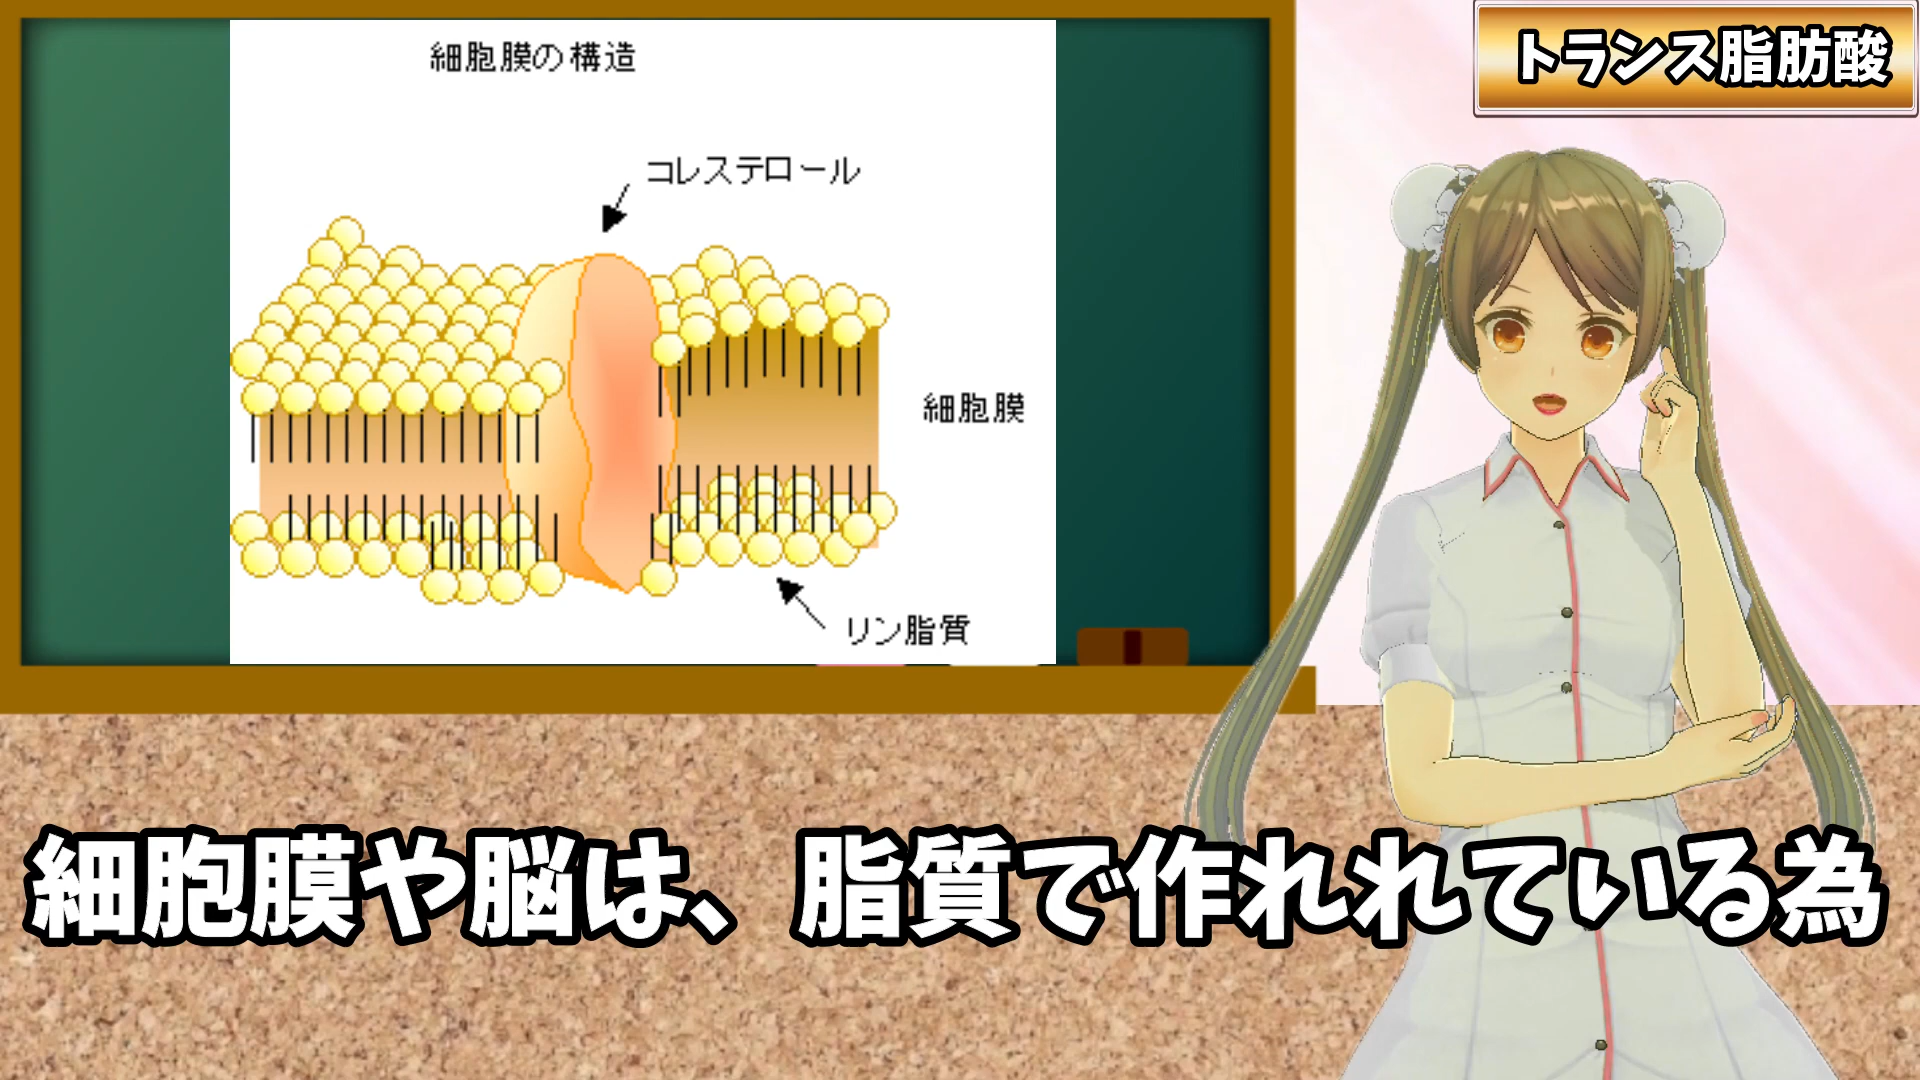 トランス脂肪酸
細胞膜の構造
コレステロール
細胞膜
リン脂質
細胞膜や脳は、脂質で作れれている為